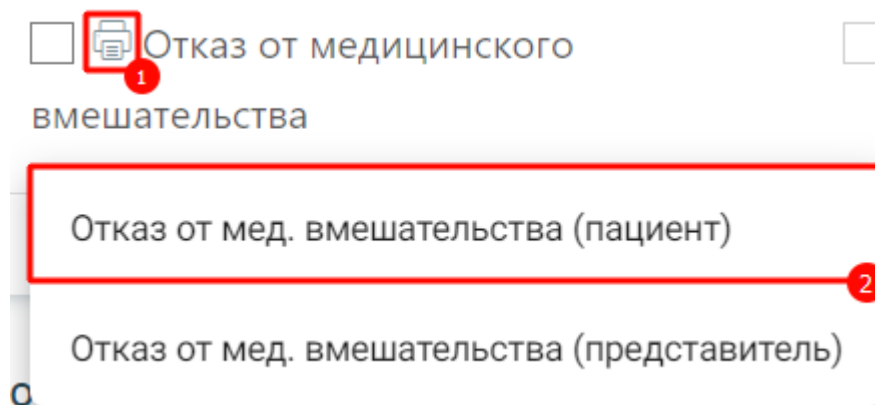 Отказ от медицинского
1
вмешательства
Отказ от мед. вмешательства (пациент)
2
Отказ от мед. вмешательства (представитель)